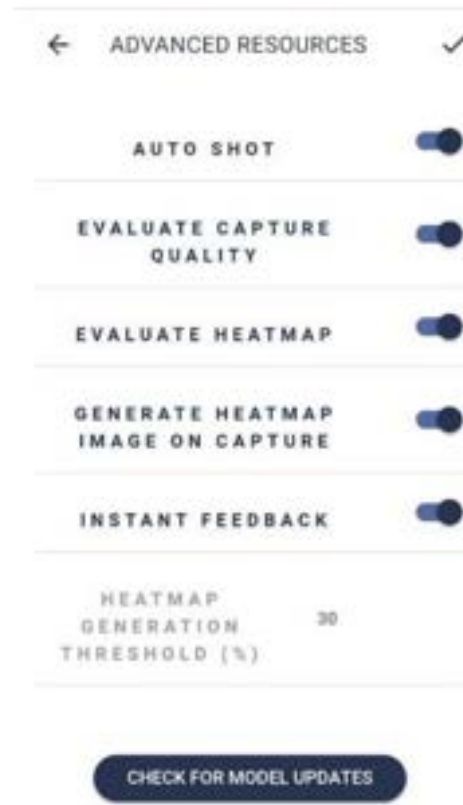 ADVANCED RESOURCES
AUTO SHOT
EVALUATE CAPTURE
QUALITY
EVALUATE HEATMAP
GENERATE HEATMAP
IMAGE ON CAPTURE
INSTANT FEEDBACK
HEATMAP
GENERATION
THRESHOLD (%)
30
CHECK FOR MODEL UPDATES